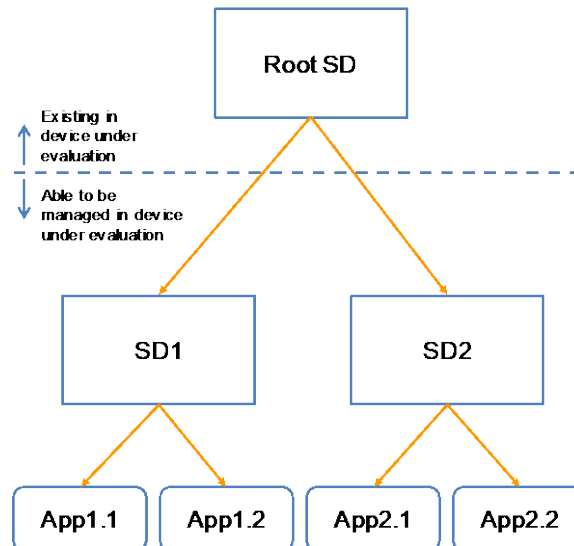 Root SD
Existing in
device under
evaluation
Able to be
managed in device
under evaluation
SD1
SD2
App1.1
App1.2
App2.1
App2.2